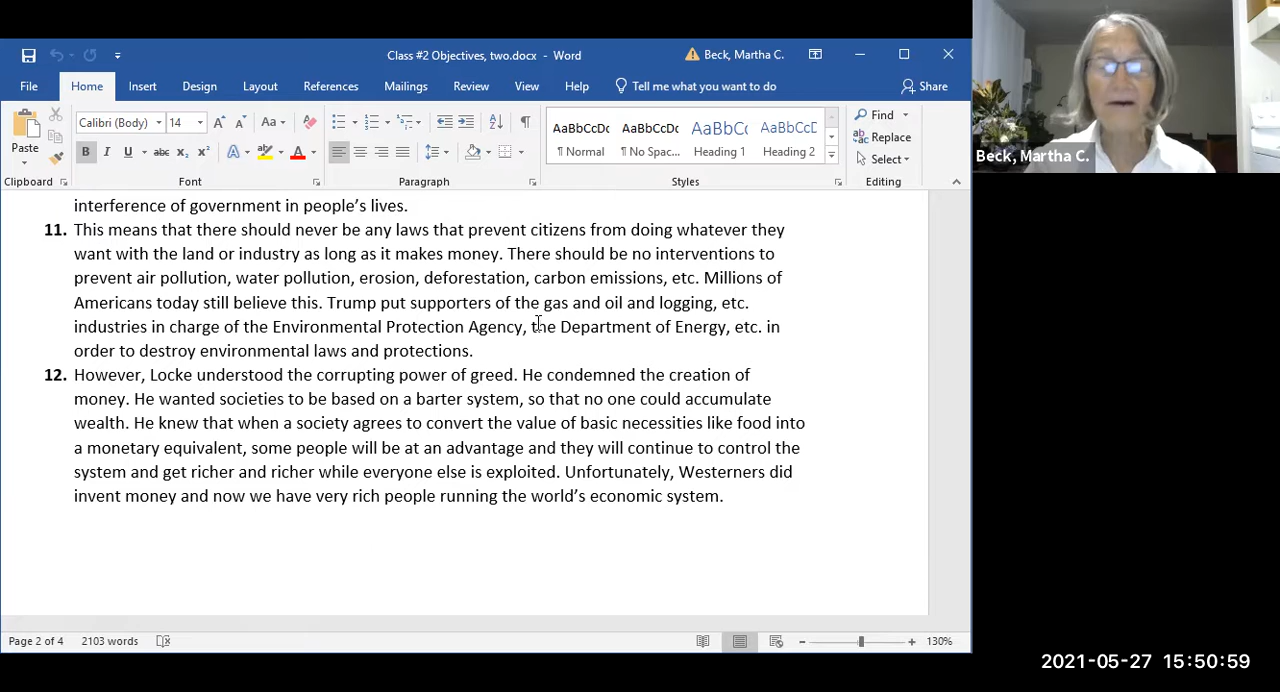 Class #2 Objectives, two.docx - Word
Beck, Martha C.
File Home Insert Design Layout References Mailings Review View Help Tell me what you want to do Share
Paste
Calibri (Body) 14
Aa
B I U abc x₂ x² A A
AaBbCcDc AaBbCcDc AaBbCc AaBbCcD
¶ Normal ¶ No Spac... Heading 1 Heading 2
Find
Replace
Select
Clipboard Font Paragraph Styles Editing
Beck, Martha C.
interference of government in people's lives.
11. This means that there should never be any laws that prevent citizens from doing whatever they
want with the land or industry as long as it makes money. There should be no interventions to
prevent air pollution, water pollution, erosion, deforestation, carbon emissions, etc. Millions of
Americans today still believe this. Trump put supporters of the gas and oil and logging, etc.
industries in charge of the Environmental Protection Agency, the Department of Energy, etc. in
order to destroy environmental laws and protections.
12. However, Locke understood the corrupting power of greed. He condemned the creation of
money. He wanted societies to be based on a barter system, so that no one could accumulate
wealth. He knew that when a society agrees to convert the value of basic necessities like food into
a monetary equivalent, some people will be at an advantage and they will continue to control the
system and get richer and richer while everyone else is exploited. Unfortunately, Westerners did
invent money and now we have very rich people running the world's economic system.
Page 2 of 4 2103 words 130%
2021-05-27 15:50:59